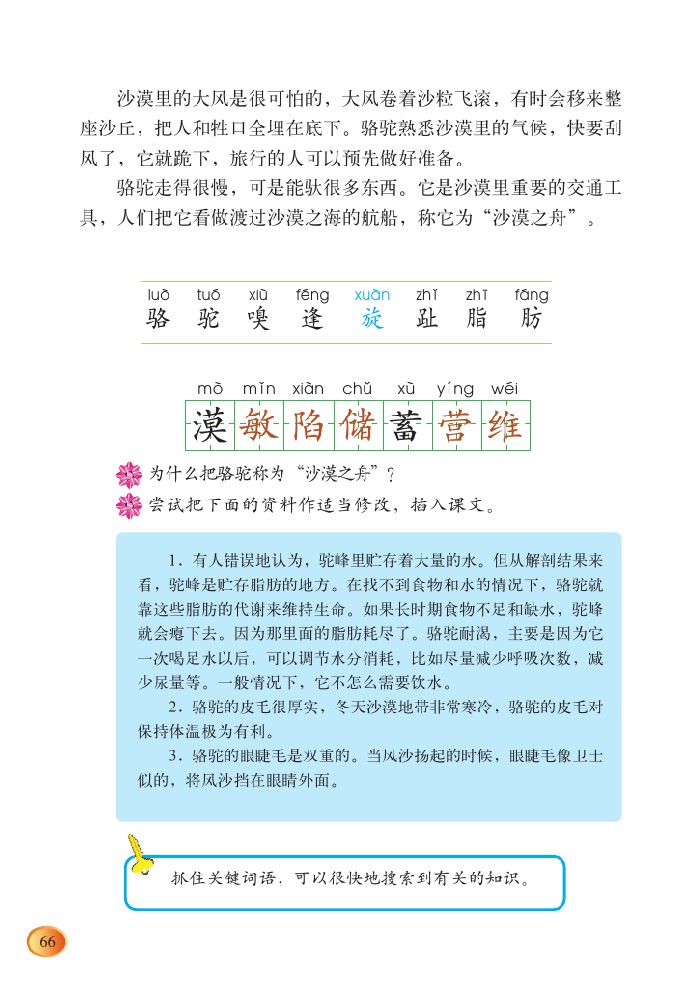 沙漠里的大风是很可怕的，大风卷着沙粒飞滚，有时会移来整
座沙丘，把人和牲口全埋在底下。骆驼熟悉沙漠里的气候，快要刮
风了，它就跪下，旅行的人可以预先做好准备。
骆驼走得很慢，可是能驮很多东西。它是沙漠里重要的交通工
具，人们把它看做渡过沙漠之海的航船，称它为“沙漠之舟”。
luò tuó xiù féng xuàn zhǐ zhī fáng
骆 驼 嗅 逢 旋 趾 脂 肪
mò mǐn xiàn chǔ xù yíng wéi
漠 敏 陷 储 蓄 营 维
为什么把骆驼称为“沙漠之舟”？
尝试把下面的资料作适当修改，插入课文。
1．有人错误地认为，驼峰里贮存着大量的水。但从解剖结果来
看，驼峰是贮存脂肪的地方。在找不到食物和水的情况下，骆驼就
靠这些脂肪的代谢来维持生命。如果长时期食物不足和缺水，驼峰
就会瘪下去。因为那里面的脂肪耗尽了。骆驼耐渴，主要是因为它
一次喝足水以后，可以调节水分消耗，比如尽量减少呼吸次数，减
少尿量等。一般情况下，它不怎么需要饮水。
2．骆驼的皮毛很厚实，冬天沙漠地带非常寒冷，骆驼的皮毛对
保持体温极为有利。
3．骆驼的眼睫毛是双重的。当风沙扬起的时候，眼睫毛像卫士
似的，将风沙挡在眼睛外面。
抓住关键词语，可以很快地搜索到有关的知识。
66